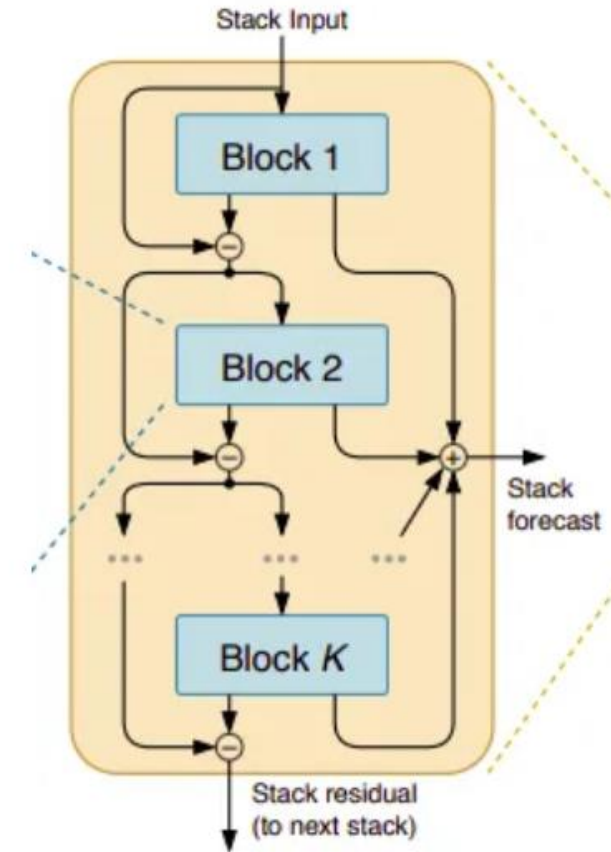 Stack Input
Block 1
−
Block 2
−
+
Stack
forecast
... ... ...
Block K
−
Stack residual
(to next stack)